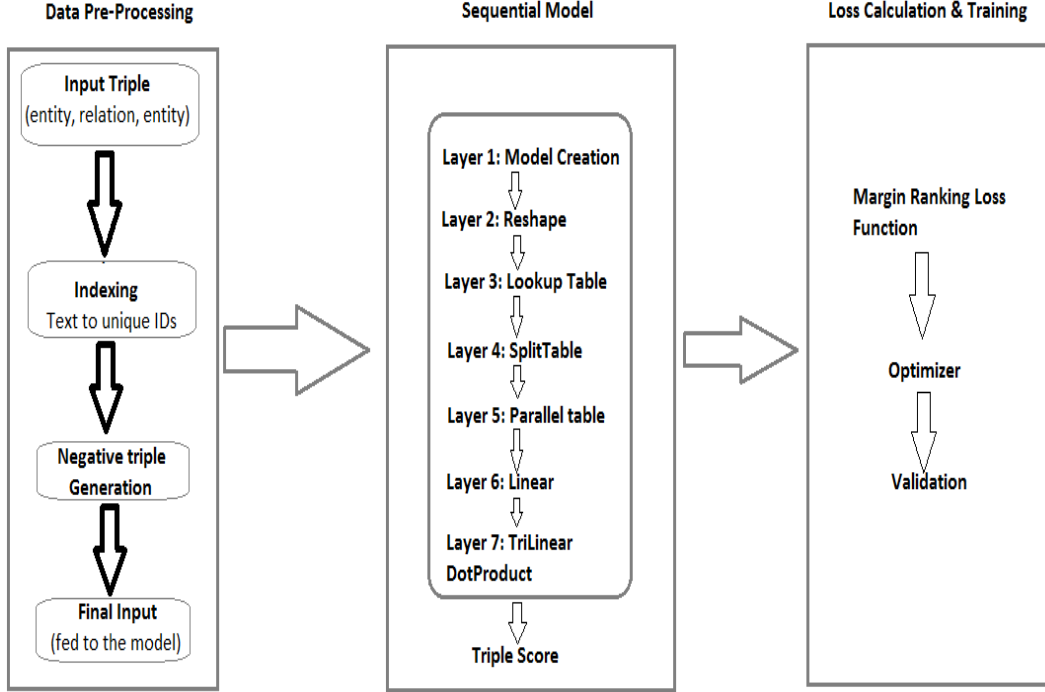 Data Pre-Processing
Input Triple
(entity, relation, entity)
Indexing
Text to unique IDs
Negative triple
Generation
Final Input
(fed to the model)
Sequential Model
Layer 1: Model Creation
Layer 2: Reshape
Layer 3: Lookup Table
Layer 4: SplitTable
Layer 5: Parallel table
Layer 6: Linear
Layer 7: TriLinear
DotProduct
Triple Score
Loss Calculation & Training
Margin Ranking Loss
Function
Optimizer
Validation